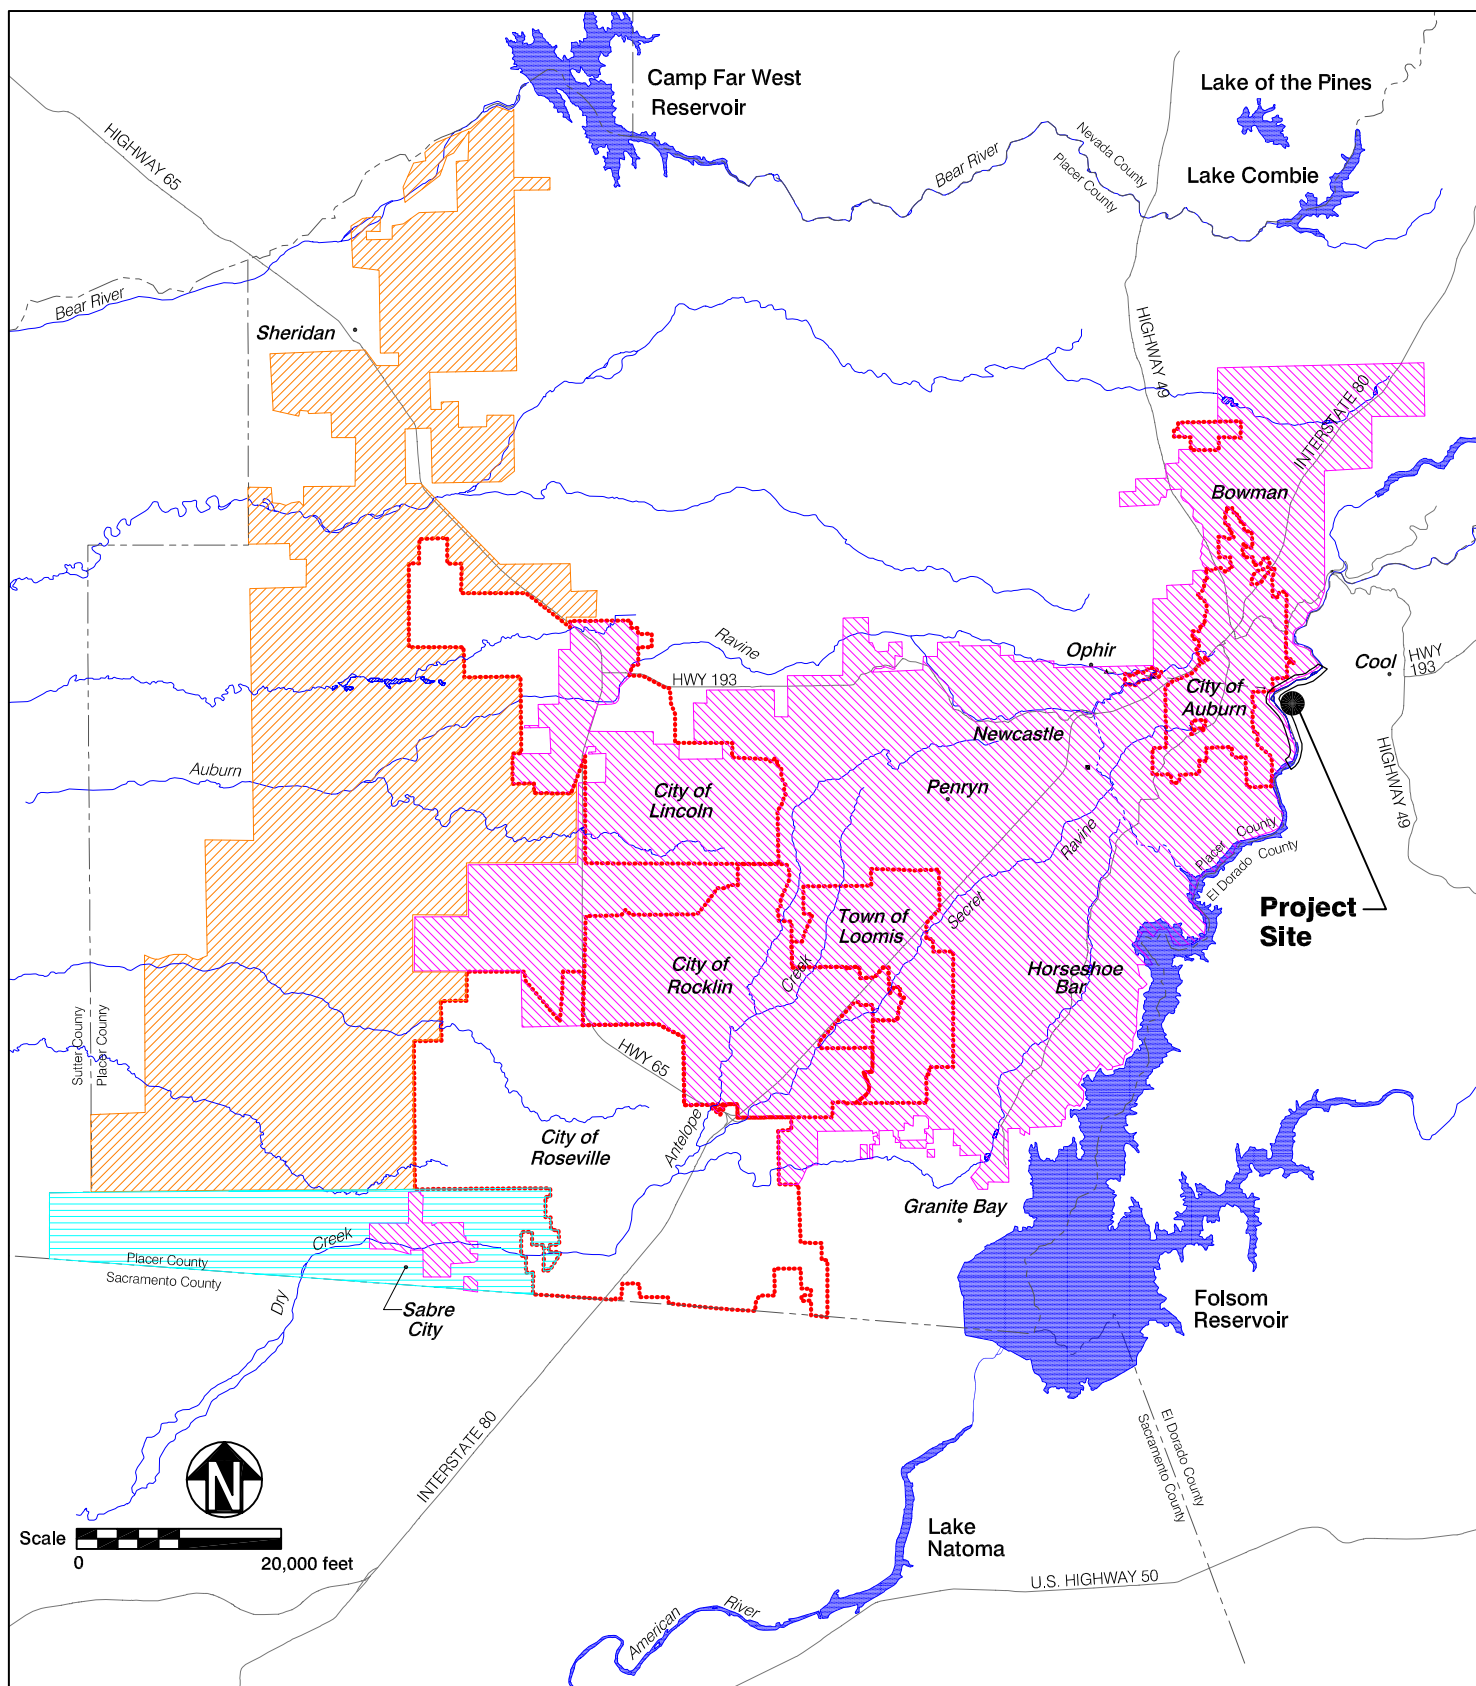 Camp Far West
Reservoir
Lake of the Pines
Lake Combie
HIGHWAY 65
Bear River
Nevada County
Placer County
Bear River
Sheridan
HIGHWAY 49
INTERSTATE 80
Bowman
Ravine
Ophir
HWY 193
Cool
HWY
193
City of
Auburn
Newcastle
Auburn
Penryn
City of
Lincoln
HIGHWAY 49
Ravine
Placer County
El Dorado County
Project
Site
Town of
Loomis
Secret
City of
Rocklin
Creek
Horseshoe
Bar
Sutter Counry
Placer Counry
HWY 65
Antelope
City of
Roseville
Granite Bay
Creek
Placer County
Sacramento County
Dry
Sabre
City
Folsom
Reservoir
INTERSTATE 80
El Dorado County
Sacramento County
N
Scale
0
20,000 feet
Lake
Natoma
U.S. HIGHWAY 50
American
River